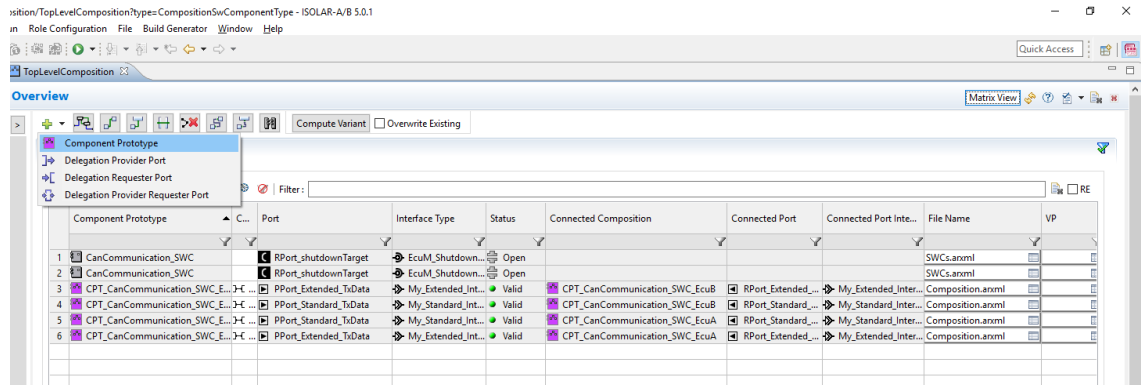 osition/TopLevelComposition?type=CompositionSwComponentType - ISOLAR-A/B 5.0.1
un Role Configuration File Build Generator Window Help
Quick Access
TopLevelComposition
Overview
Matrix View
Compute Variant Overwrite Existing
Component Prototype
Delegation Provider Port
Delegation Requester Port
Delegation Provider Requester Port
Filter : RE
Component Prototype C... Port Interface Type Status Connected Composition Connected Port Connected Port Inte... File Name VP
1 CanCommunication_SWC RPort_shutdownTarget EcuM_Shutdown... Open SWCs.arxml
2 CanCommunication_SWC RPort_shutdownTarget EcuM_Shutdown... Open SWCs.arxml
3 CPT_CanCommunication_SWC_E... ... PPort_Extended_TxData My_Extended_Int... Valid CPT_CanCommunication_SWC_EcuB RPort_Extended_... My_Extended_Inter... Composition.arxml
4 CPT_CanCommunication_SWC_E... ... PPort_Standard_TxData My_Standard_Int... Valid CPT_CanCommunication_SWC_EcuB RPort_Standard_... My_Standard_Inter... Composition.arxml
5 CPT_CanCommunication_SWC_E... ... PPort_Standard_TxData My_Standard_Int... Valid CPT_CanCommunication_SWC_EcuA RPort_Standard_... My_Standard_Inter... Composition.arxml
6 CPT_CanCommunication_SWC_E... ... PPort_Extended_TxData My_Extended_Int... Valid CPT_CanCommunication_SWC_EcuA RPort_Extended_... My_Extended_Inter... Composition.arxml